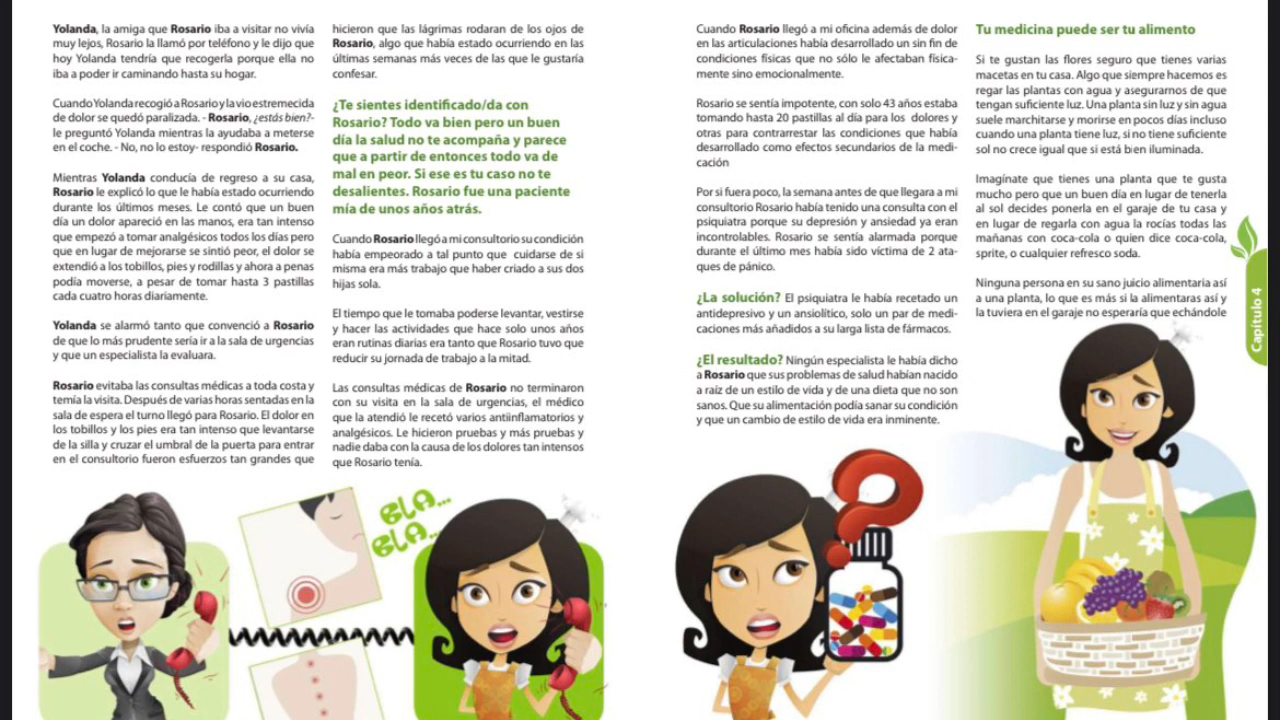 Yolanda, la amiga que Rosario iba a visitar no vivía
muy lejos, Rosario la llamó por teléfono y le dijo que
hoy Yolanda tendría que recogerla porque ella no
iba a poder ir caminando hasta su hogar.
Cuando Yolanda recogió a Rosario y la vio estremecida
de dolor se quedó paralizada. - Rosario, ¿estás bien?-
le preguntó Yolanda mientras la ayudaba a meterse
en el coche. - No, no lo estoy- respondió Rosario.
Mientras Yolanda conducía de regreso a su casa,
Rosario le explicó lo que le había estado ocurriendo
durante los últimos meses. Le contó que un buen
día un dolor apareció en las manos, era tan intenso
que empezó a tomar analgésicos todos los días pero
que en lugar de mejorarse se sintió peor, el dolor se
extendió a los tobillos, pies y rodillas y ahora a penas
podía moverse, a pesar de tomar hasta 3 pastillas
cada cuatro horas diariamente.
Yolanda se alarmó tanto que convenció a Rosario
de que lo más prudente sería ir a la sala de urgencias
y que un especialista la evaluara.
Rosario evitaba las consultas médicas a toda costa y
temía la visita. Después de varias horas sentadas en la
sala de espera el turno llegó para Rosario. El dolor en
los tobillos y los pies era tan intenso que levantarse
de la silla y cruzar el umbral de la puerta para entrar
en el consultorio fueron esfuerzos tan grandes que
hicieron que las lágrimas rodaran de los ojos de
Rosario, algo que había estado ocurriendo en las
últimas semanas más veces de las que le gustaría
confesar.
¿Te sientes identificado/da con
Rosario? Todo va bien pero un buen
día la salud no te acompaña y parece
que a partir de entonces todo va de
mal en peor. Si ese es tu caso no te
desalientes. Rosario fue una paciente
mía de unos años atrás.
Cuando Rosario llegó a mi consultorio su condición
había empeorado a tal punto que cuidarse de si
misma era más trabajo que haber criado a sus dos
hijas sola.
El tiempo que le tomaba poderse levantar, vestirse
y hacer las actividades que hace solo unos años
eran rutinas diarias era tanto que Rosario tuvo que
reducir su jornada de trabajo a la mitad.
Las consultas médicas de Rosario no terminaron
con su visita en la sala de urgencias, el médico
que la atendió le recetó varios antiinflamatorios y
analgésicos. Le hicieron pruebas y más pruebas y
nadie daba con la causa de los dolores tan intensos
que Rosario tenía.
BLA...
BLA...
Cuando Rosario llegó a mi oficina además de dolor
en las articulaciones había desarrollado un sin fin de
condiciones físicas que no sólo le afectaban física-
mente sino emocionalmente.
Rosario se sentía impotente, con solo 43 años estaba
tomando hasta 20 pastillas al día para los dolores y
otras para contrarrestar las condiciones que había
desarrollado como efectos secundarios de la medi-
cación
Por si fuera poco, la semana antes de que llegara a mi
consultorio Rosario había tenido una consulta con el
psiquiatra porque su depresión y ansiedad ya eran
incontrolables. Rosario se sentía alarmada porque
durante el último mes había sido víctima de 2 ata-
ques de pánico.
¿La solución? El psiquiatra le había recetado un
antidepresivo y un ansiolítico, solo un par de medi-
caciones más añadidos a su larga lista de fármacos.
¿El resultado? Ningún especialista le había dicho
a Rosario que sus problemas de salud habían nacido
a raíz de un estilo de vida y de una dieta que no son
sanos. Que su alimentación podía sanar su condición
y que un cambio de estilo de vida era inminente.
Tu medicina puede ser tu alimento
Si te gustan las flores seguro que tienes varias
macetas en tu casa. Algo que siempre hacemos es
regar las plantas con agua y asegurarnos de que
tengan suficiente luz. Una planta sin luz y sin agua
suele marchitarse y morirse en pocos días incluso
cuando una planta tiene luz, si no tiene suficiente
sol no crece igual que si está bien iluminada.
Imagínate que tienes una planta que te gusta
mucho pero que un buen día en lugar de tenerla
al sol decides ponerla en el garaje de tu casa y
en lugar de regarla con agua la rocías todas las
mañanas con coca-cola o quien dice coca-cola,
sprite, o cualquier refresco soda.
Ninguna persona en su sano juicio alimentaria así
a una planta, lo que es más si la alimentaras así y
la tuviera en el garaje no esperaría que echándole
Capítulo 4